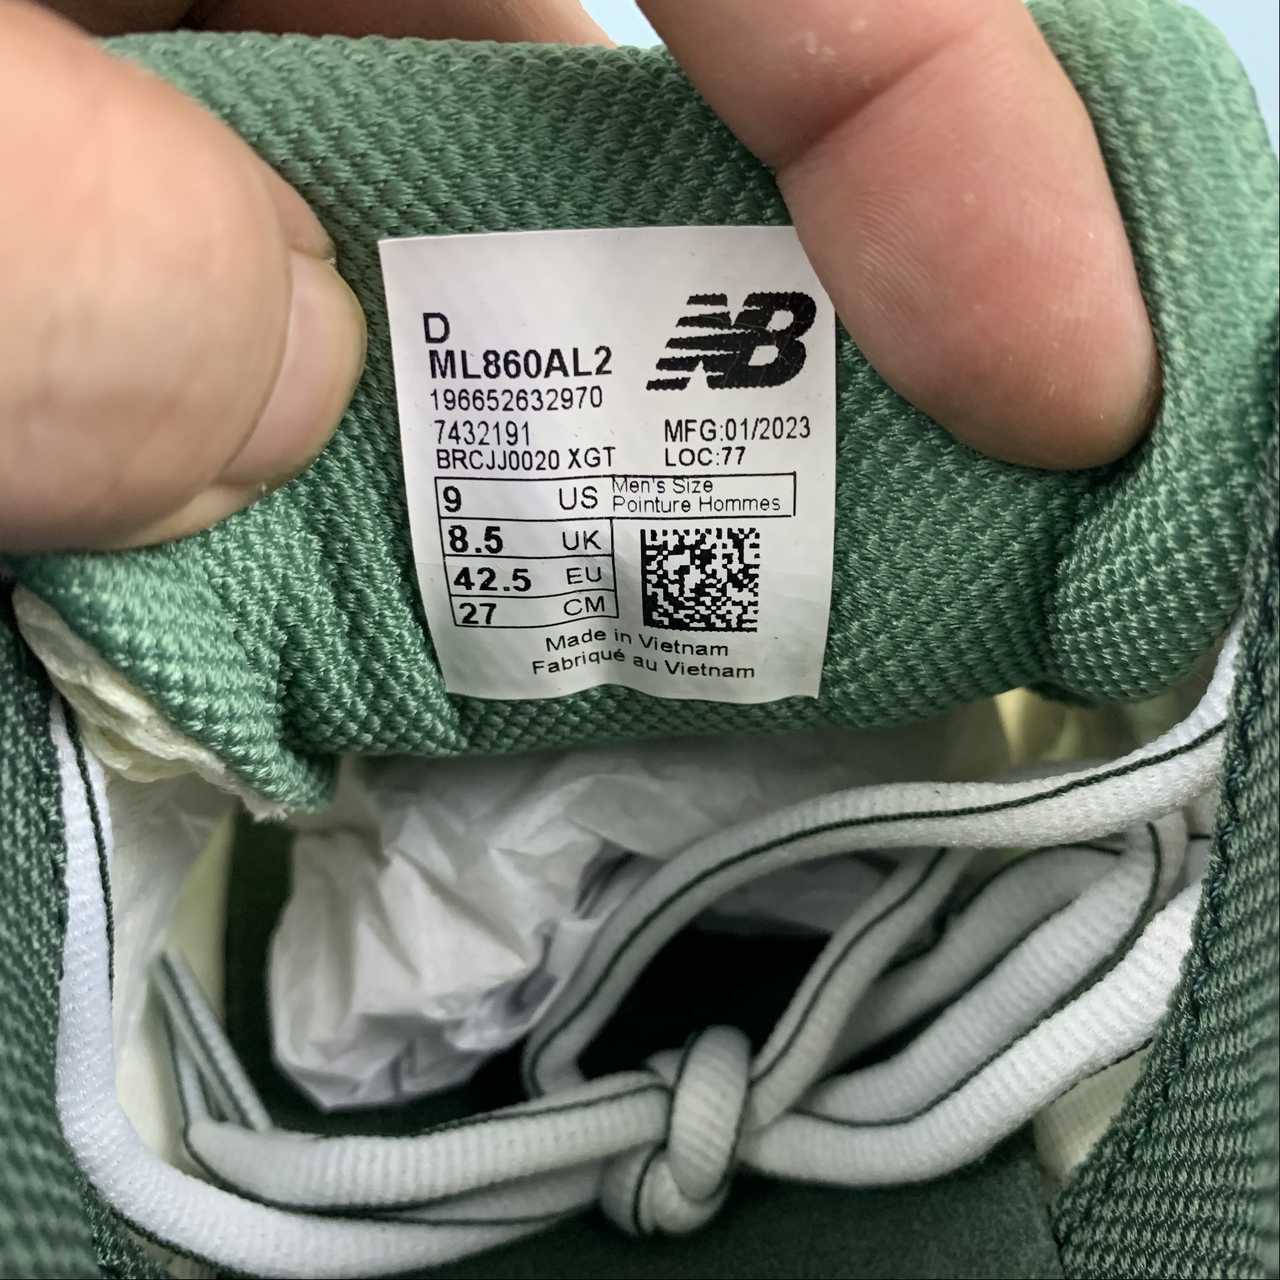 D
NB
ML860AL2
196652632970
7432191
MFG:01/2023
BRCJJ0020 XGT
LOC:77
9 US Men's Size
Pointure Hommes
8.5 UK
42.5 EU
27 CM
Made in Vietnam
Fabriqué au Vietnam